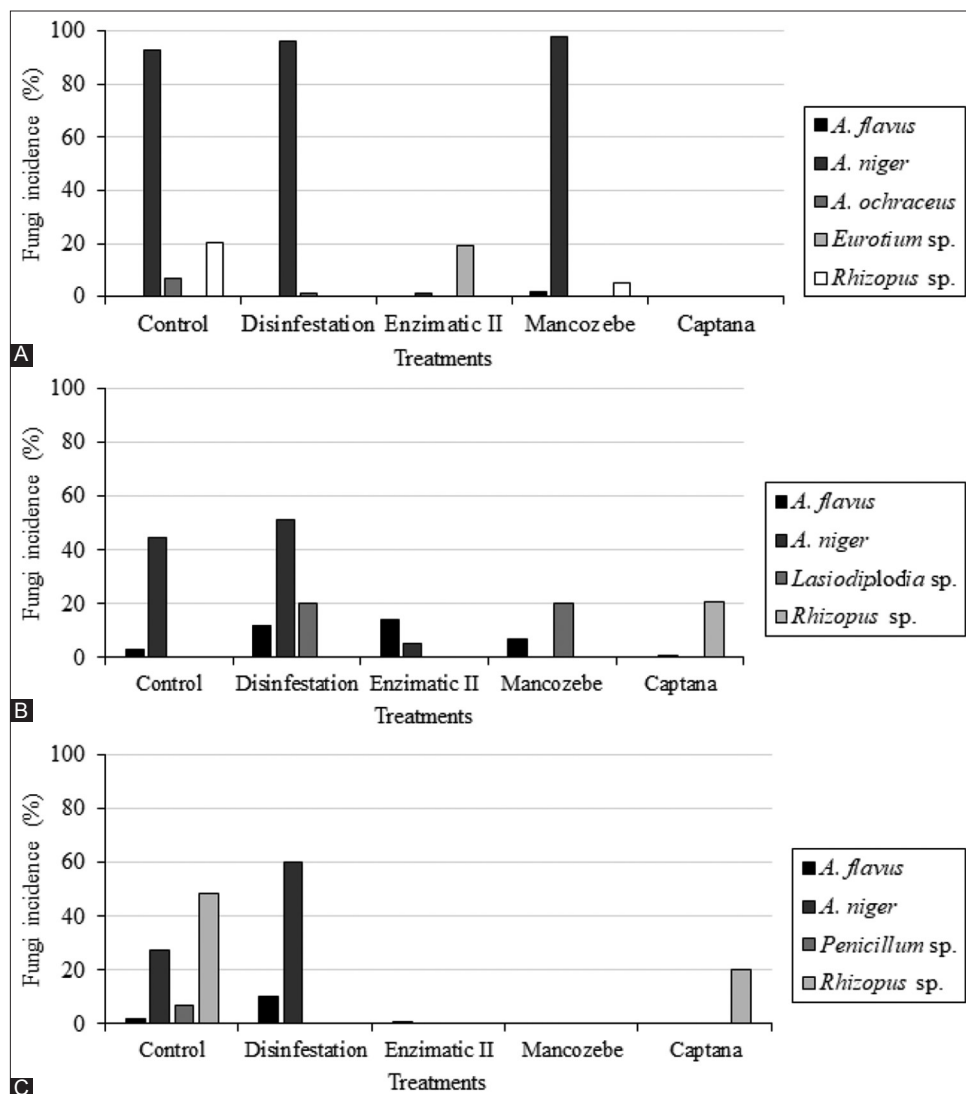 Fungi incidence (%)
100
80
60
40
20
0
Control Disinfestation Enzimatic II Mancozebe Captana
Treatments
A. flavus
A. niger
A. ochraceus
Eurotium sp.
Rhizopus sp.
A
Fungi incidence (%)
100
80
60
40
20
0
Control Disinfestation Enzimatic II Mancozebe Captana
Treatments
A. flavus
A. niger
Lasiodiplodia sp.
Rhizopus sp.
B
Fungi incidence (%)
100
80
60
40
20
0
Control Disinfestation Enzimatic II Mancozebe Captana
Treatments
A. flavus
A. niger
Penicillum sp.
Rhizopus sp.
C